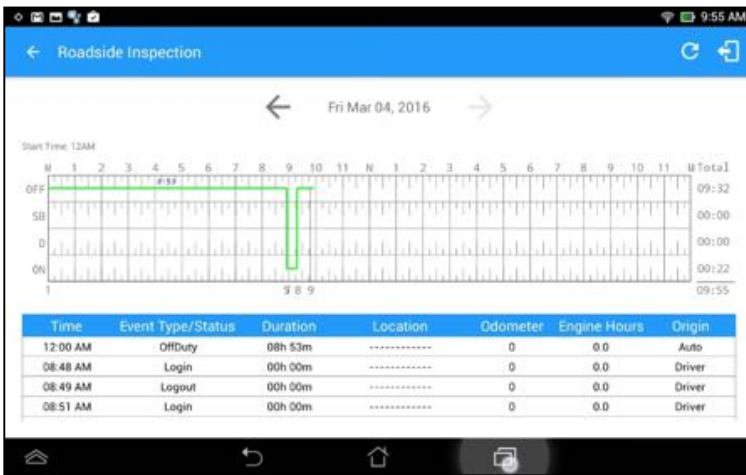 9:55 AM
Roadside Inspection
Fri Mar 04, 2016
Start Time: 12AM
M 1 2 3 4 5 6 7 8 9 10 11 N 1 2 3 4 5 6 7 8 9 10 11 M Total
OFF 09:32
SB 00:00
D 00:00
ON 00:22
1 8 9 09:55
Time Event Type/Status Duration Location Odometer Engine Hours Origin
12:00 AM OffDuty 08h 53m ------------ 0 0.0 Auto
08:48 AM Login 00h 00m ------------ 0 0.0 Driver
08:49 AM Logout 00h 00m ------------ 0 0.0 Driver
08:51 AM Login 00h 00m ------------ 0 0.0 Driver